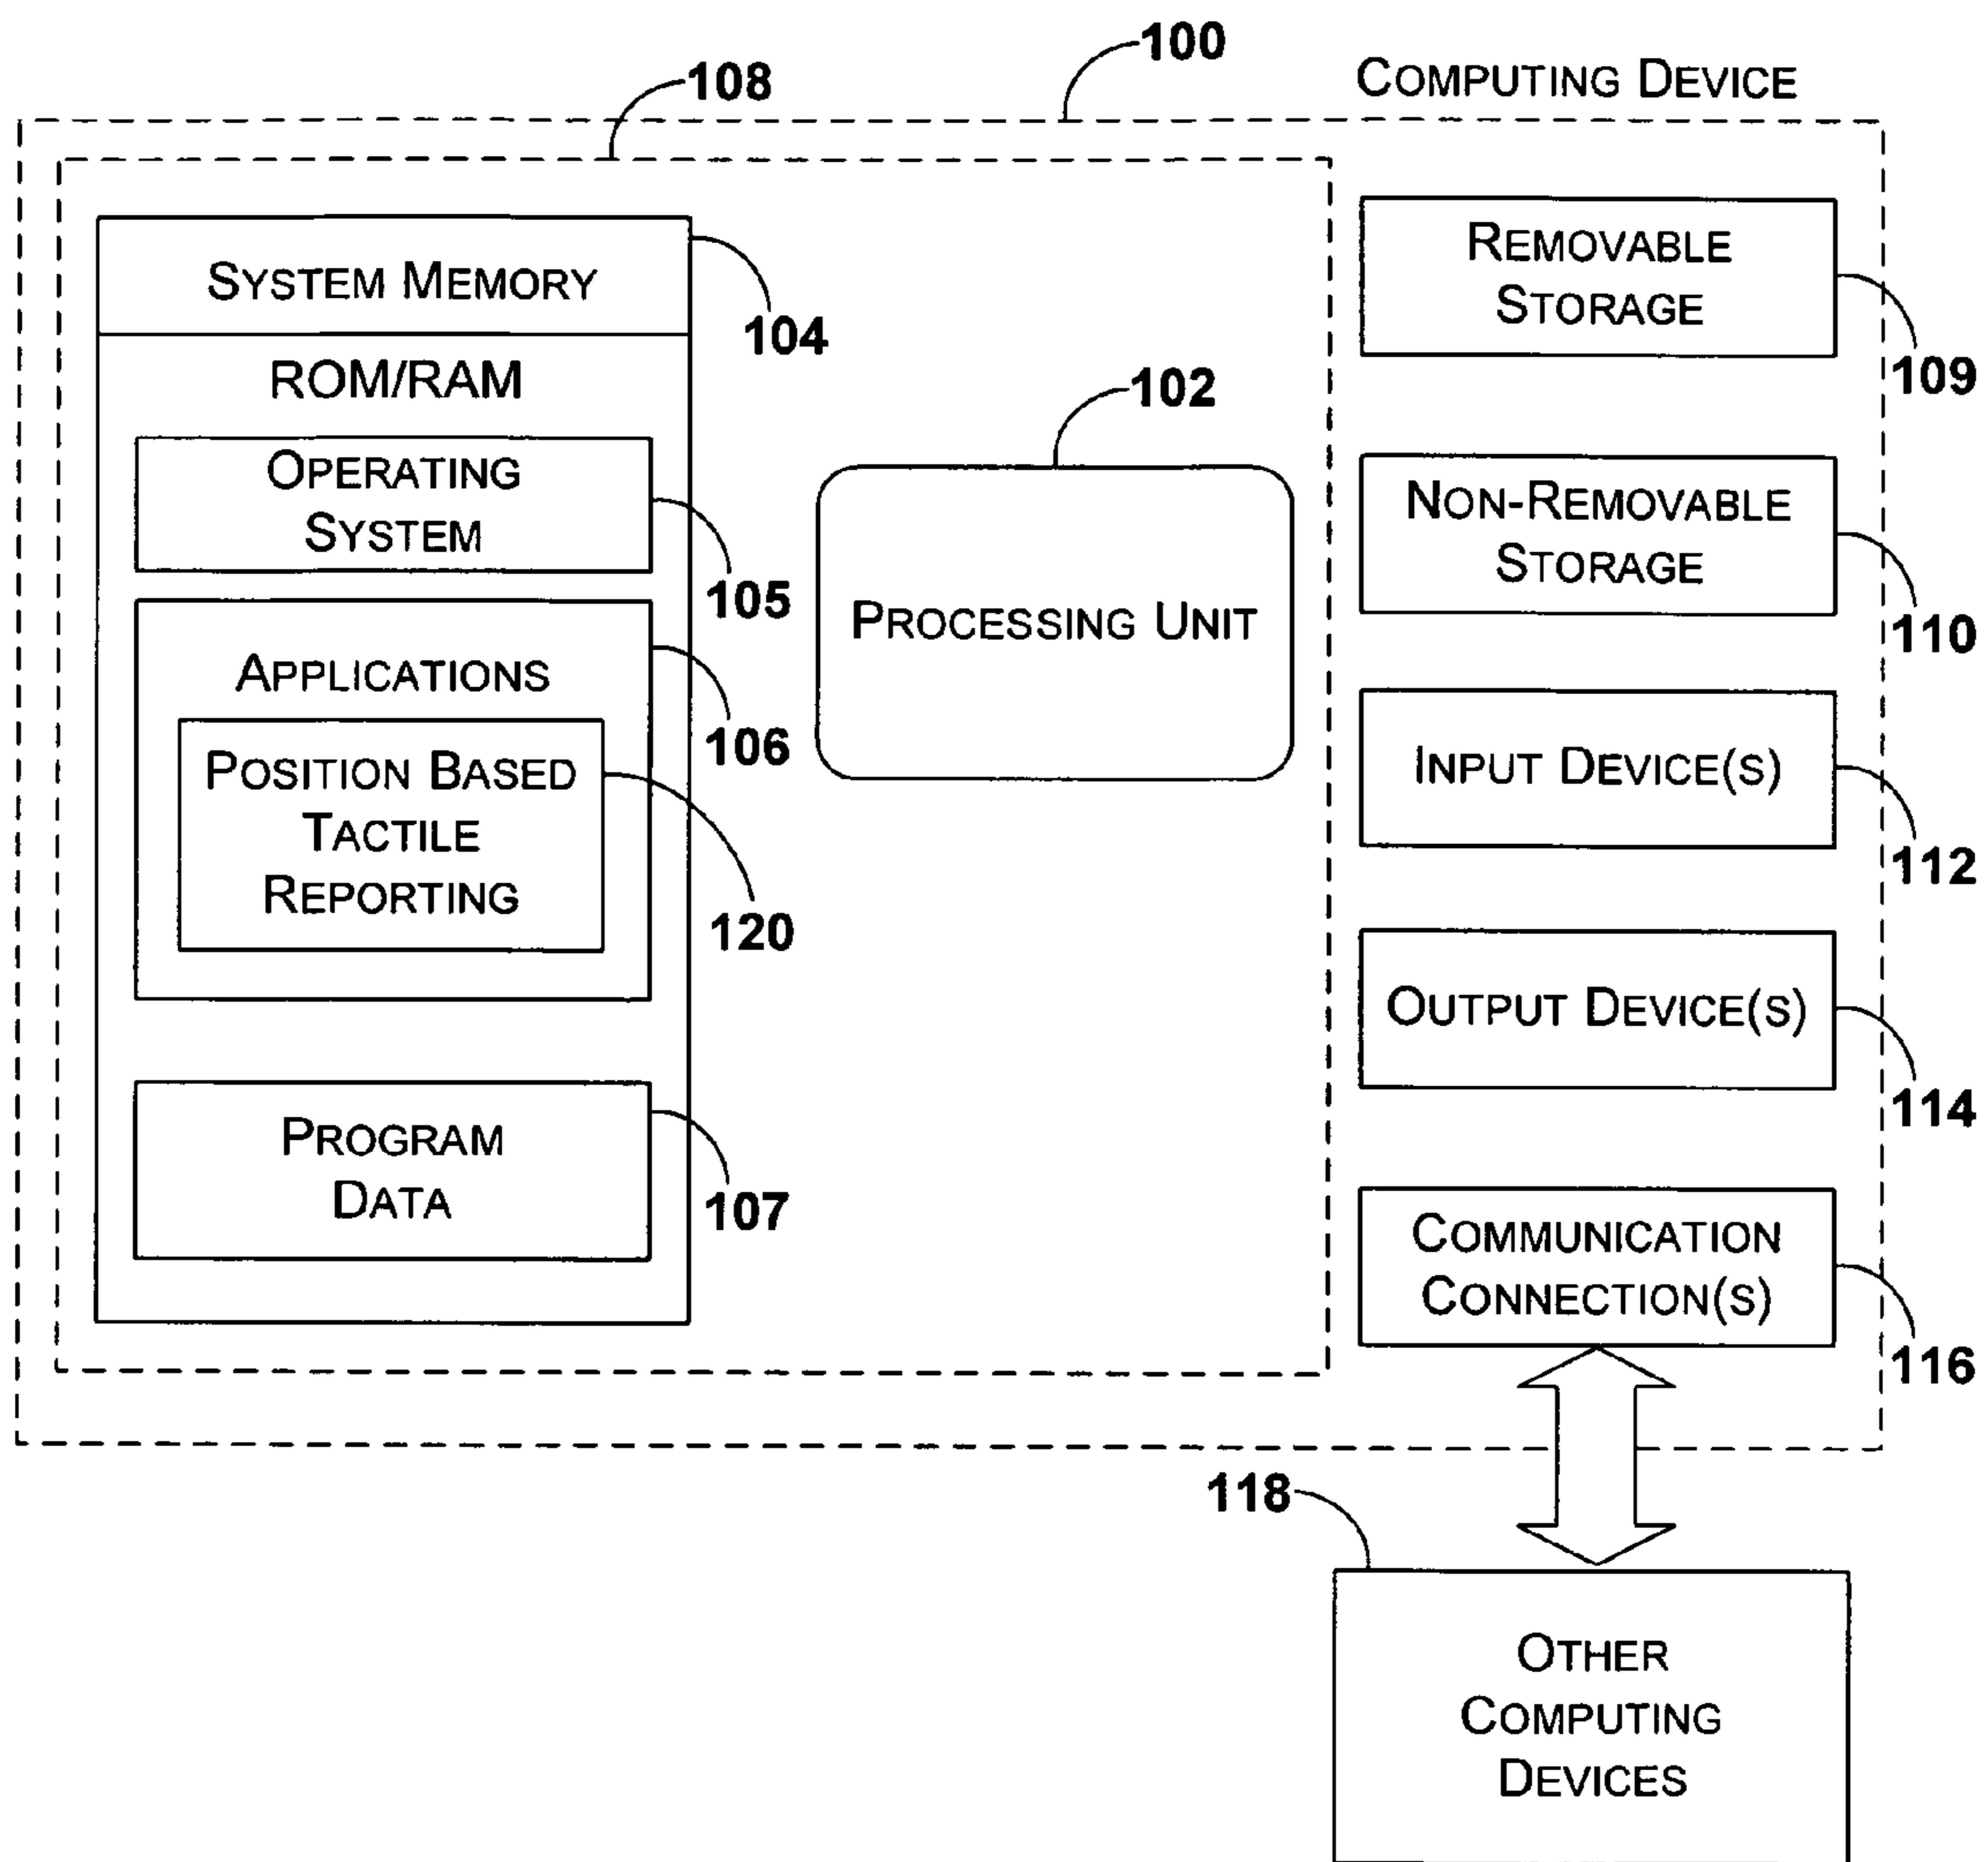 100
108
COMPUTING DEVICE
SYSTEM MEMORY
104
ROM/RAM
OPERATING
SYSTEM
105
APPLICATIONS
106
POSITION BASED
TACTILE
REPORTING
120
PROGRAM
DATA
107
102
PROCESSING UNIT
REMOVABLE
STORAGE
109
NON-REMOVABLE
STORAGE
110
INPUT DEVICE(S)
112
OUTPUT DEVICE(S)
114
COMMUNICATION
CONNECTION(S)
116
118
OTHER
COMPUTING
DEVICES